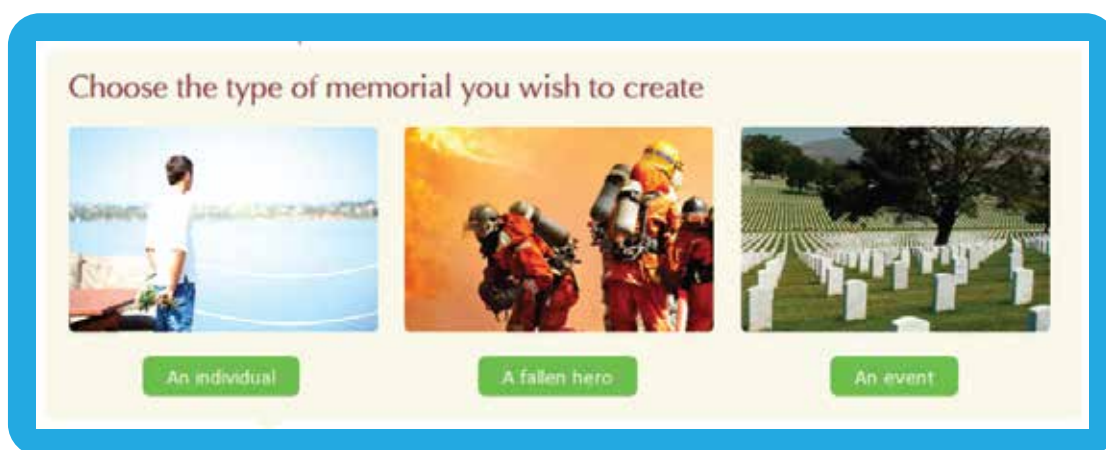 Choose the type of memorial you wish to create
An individual
A fallen hero
An event